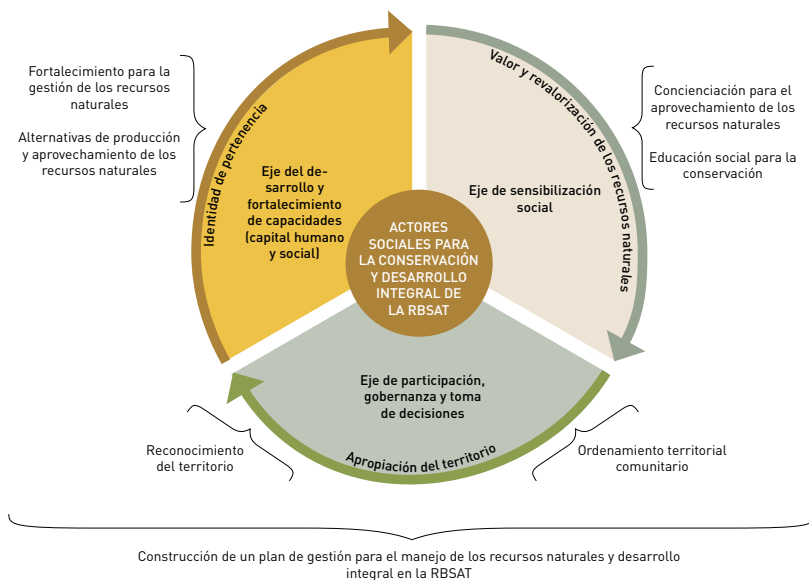 Fortalecimiento para la
gestión de los recursos
naturales
Alternativas de producción
y aprovechamiento de los
recursos naturales
Identidad de pertenencia
Eje del de-
sarrollo y
fortalecimiento
de capacidades
(capital humano
y social)
Valor y revalorización de los recursos naturales
Eje de sensibilización
social
Concienciación para el
aprovechamiento de los
recursos naturales
Educación social para la
conservación
ACTORES
SOCIALES PARA
LA CONSERVACIÓN
Y DESARROLLO
INTEGRAL DE
LA RBSAT
Eje de participación,
gobernanza y toma
de decisiones
Apropiación del territorio
Reconocimiento
del territorio
Ordenamiento territorial
comunitario
Construcción de un plan de gestión para el manejo de los recursos naturales y desarrollo
integral en la RBSAT